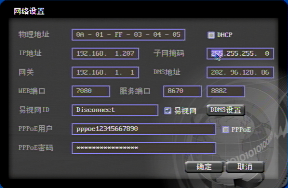 网络设置
物理地址 0A - 01 - FF - 03 - 04 - 05 DHCP
IP地址 192.168. 1.207 子网掩码 255.255.255. 0
网关 192.168. 1. 1 DNS地址 202. 96.128. 86
WEB端口 7080 服务端口 8670 8882
易视网ID Disconnect 易视网 DDNS设置
PPPoE用户 pppoe12345667890 PPPoE
PPPoE密码 ****************
确定 取消